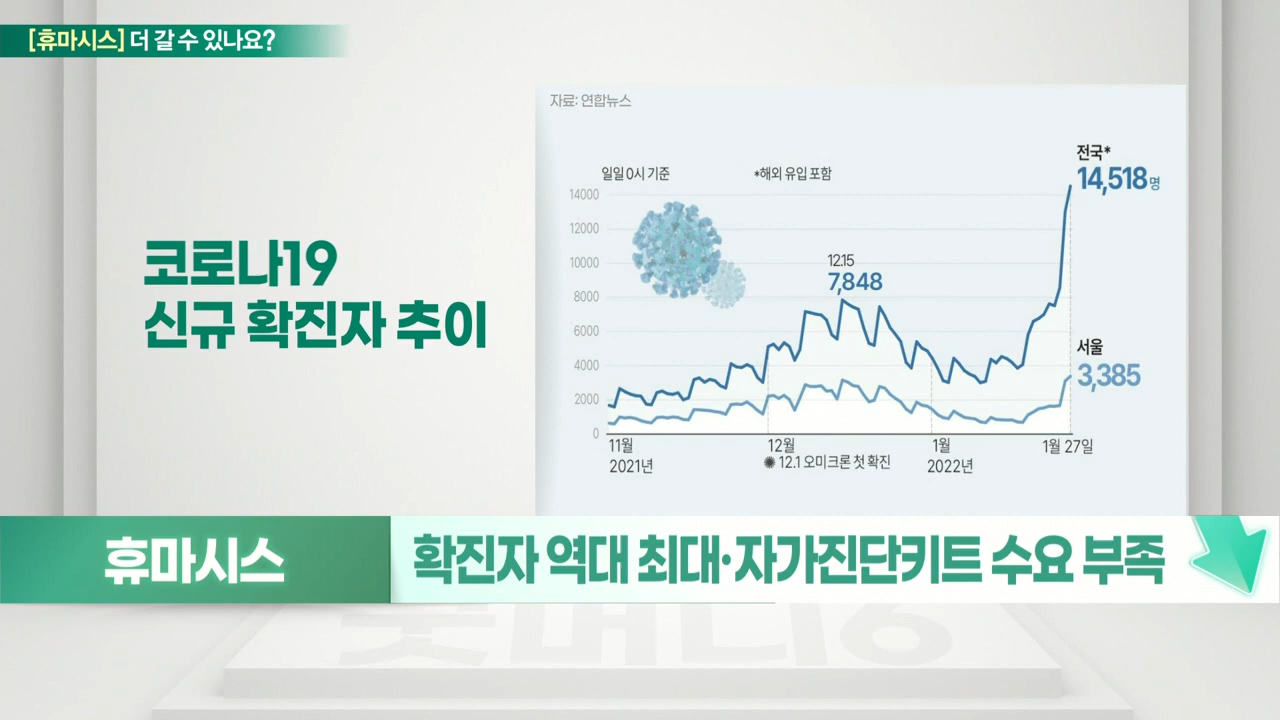 [휴마시스] 더 갈 수 있나요?
자료: 연합뉴스
코로나19
신규 확진자 추이
일일 0시 기준
*해외 유입 포함
전국*
14,518명
14000
12000
10000
8000
6000
4000
2000
0
12.15
7,848
서울
3,385
11월
2021년
12월
12.1 오미크론 첫 확진
1월
2022년
1월 27일
휴마시스
확진자 역대 최대·자가진단키트 수요 부족
굿머니6